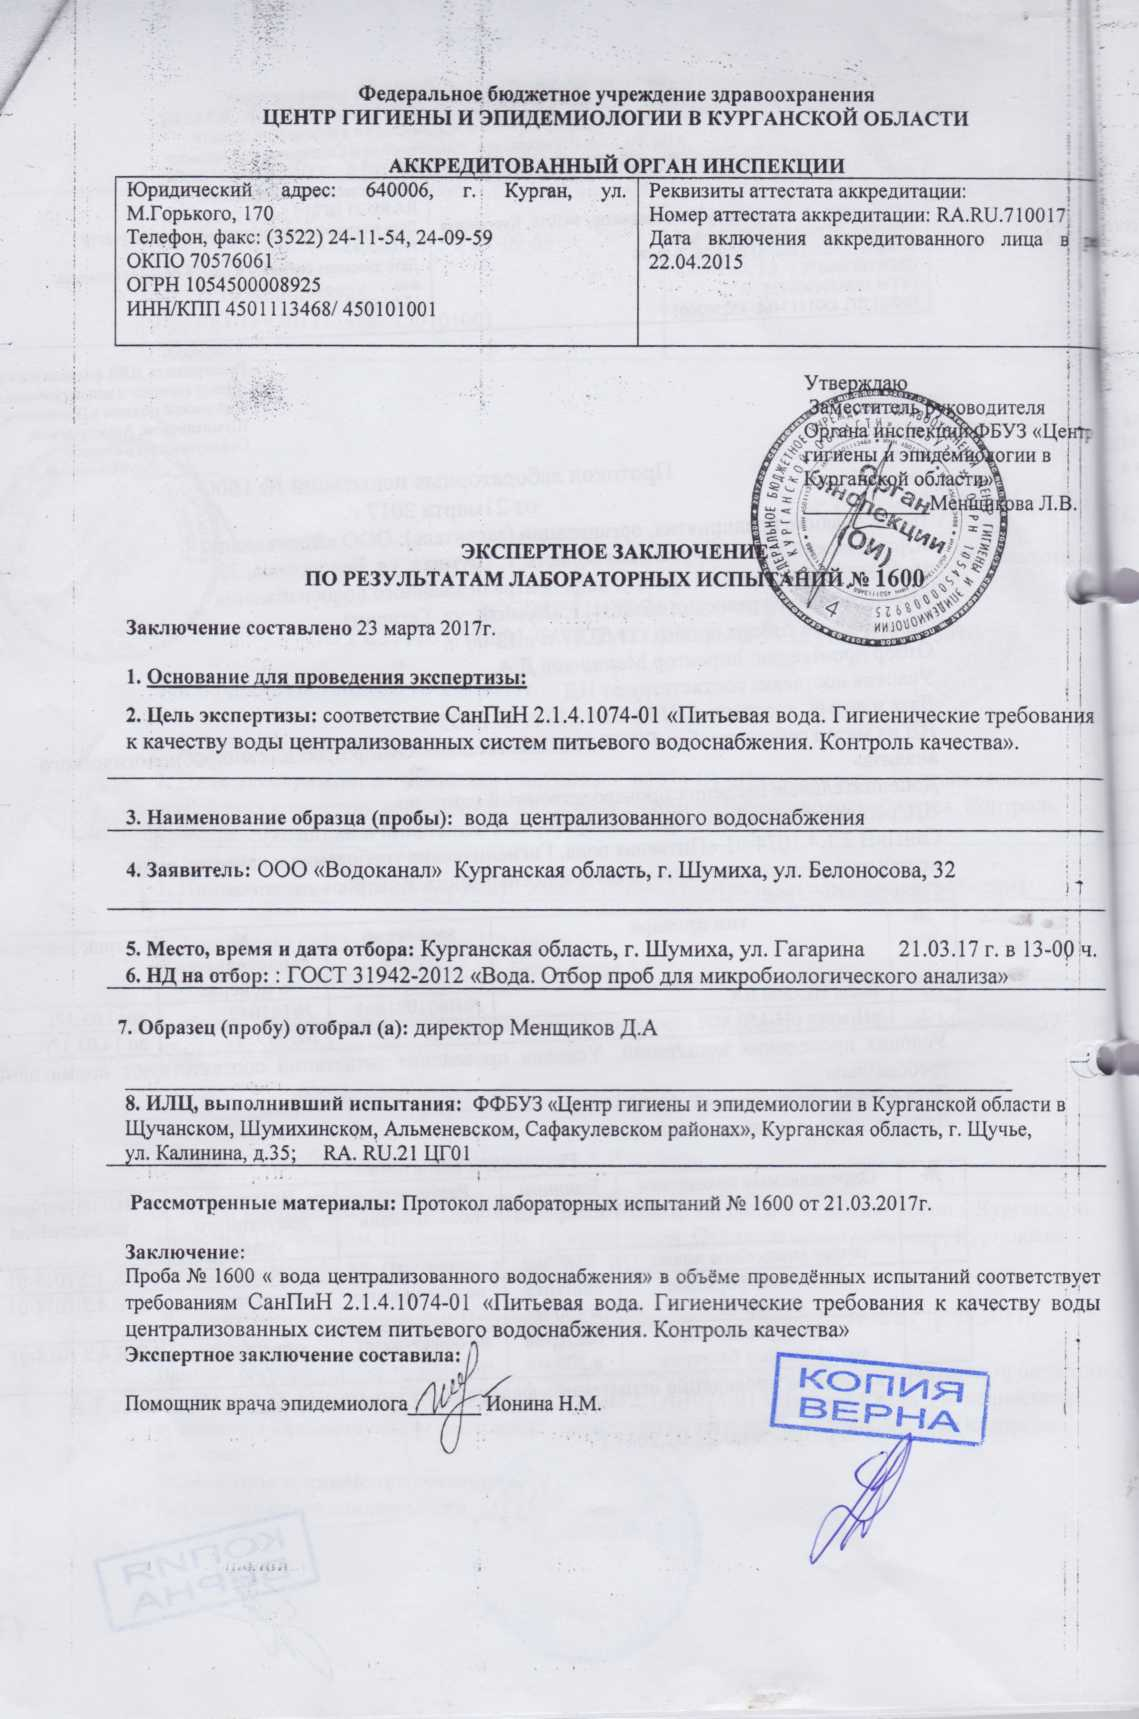 Федеральное бюджетное учреждение здравоохранения
ЦЕНТР ГИГИЕНЫ И ЭПИДЕМИОЛОГИИ В КУРГАНСКОЙ ОБЛАСТИ
АККРЕДИТОВАННЫЙ ОРГАН ИНСПЕКЦИИ
Юридический адрес: 640006, г. Курган, ул.
М.Горького, 170
Телефон, факс: (3522) 24-11-54, 24-09-59
ОКПО 70576061
ОГРН 1054500008925
ИНН/КПП 4501113468/ 450101001
Реквизиты аттестата аккредитации:
Номер аттестата аккредитации: RA.RU.710017
Дата включения аккредитованного лица в
22.04.2015
Утверждаю
Заместитель руководителя
Органа инспекции ФБУЗ «Центр
гигиены и эпидемиологии в
Курганской области»
Менщикова Л.В.
Орган
инспекции
(ОИ)
ЭКСПЕРТНОЕ ЗАКЛЮЧЕНИЕ
ПО РЕЗУЛЬТАТАМ ЛАБОРАТОРНЫХ ИСПЫТАНИЙ № 1600
Заключение составлено 23 марта 2017г.
1. Основание для проведения экспертизы:
2. Цель экспертизы: соответствие СанПиН 2.1.4.1074-01 «Питьевая вода. Гигиенические требования
к качеству воды централизованных систем питьевого водоснабжения. Контроль качества».
3. Наименование образца (пробы): вода централизованного водоснабжения
4. Заявитель: ООО «Водоканал» Курганская область, г. Шумиха, ул. Белоносова, 32
5. Место, время и дата отбора: Курганская область, г. Шумиха, ул. Гагарина 21.03.17 г. в 13-00 ч.
6. НД на отбор: : ГОСТ 31942-2012 «Вода. Отбор проб для микробиологического анализа»
7. Образец (пробу) отобрал (а): директор Менщиков Д.А
8. ИЛЦ, выполнивший испытания: ФФБУЗ «Центр гигиены и эпидемиологии в Курганской области в
Щучанском, Шумихинском, Альменевском, Сафакулевском районах», Курганская область, г. Щучье,
ул. Калинина, д.35; RA. RU.21 ЦГ01
Рассмотренные материалы: Протокол лабораторных испытаний № 1600 от 21.03.2017г.
Заключение:
Проба № 1600 « вода централизованного водоснабжения» в объёме проведённых испытаний соответствует
требованиям СанПиН 2.1.4.1074-01 «Питьевая вода. Гигиенические требования к качеству воды
централизованных систем питьевого водоснабжения. Контроль качества»
Экспертное заключение составила:
Помощник врача эпидемиолога________ Ионина Н.М.
КОПИЯ
ВЕРНА